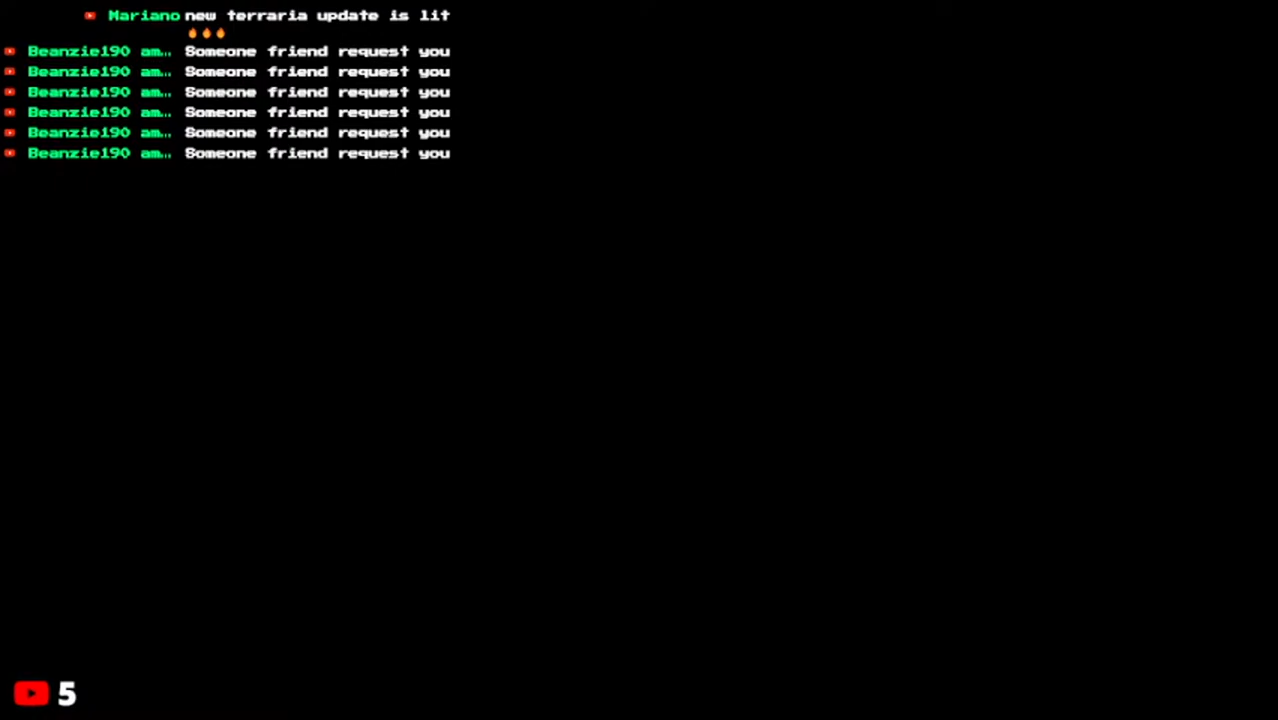 Mariano new terraria update is lit
🔥🔥🔥
Beanzie190 am… Someone friend request you
Beanzie190 am… Someone friend request you
Beanzie190 am… Someone friend request you
Beanzie190 am… Someone friend request you
Beanzie190 am… Someone friend request you
Beanzie190 am… Someone friend request you
5